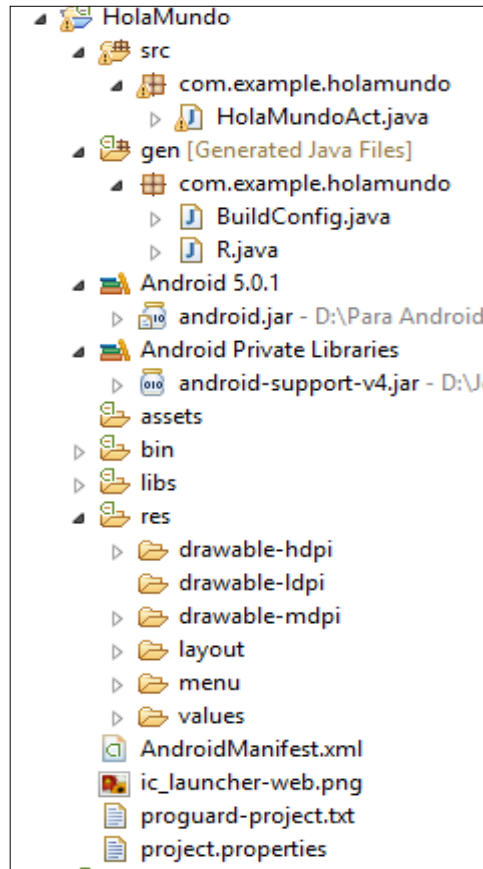 HolaMundo
src
com.example.holamundo
HolaMundoAct.java
gen [Generated Java Files]
com.example.holamundo
BuildConfig.java
R.java
Android 5.0.1
android.jar - D:\Para Android
Android Private Libraries
android-support-v4.jar - D:\J
assets
bin
libs
res
drawable-hdpi
drawable-ldpi
drawable-mdpi
layout
menu
values
AndroidManifest.xml
ic_launcher-web.png
proguard-project.txt
project.properties